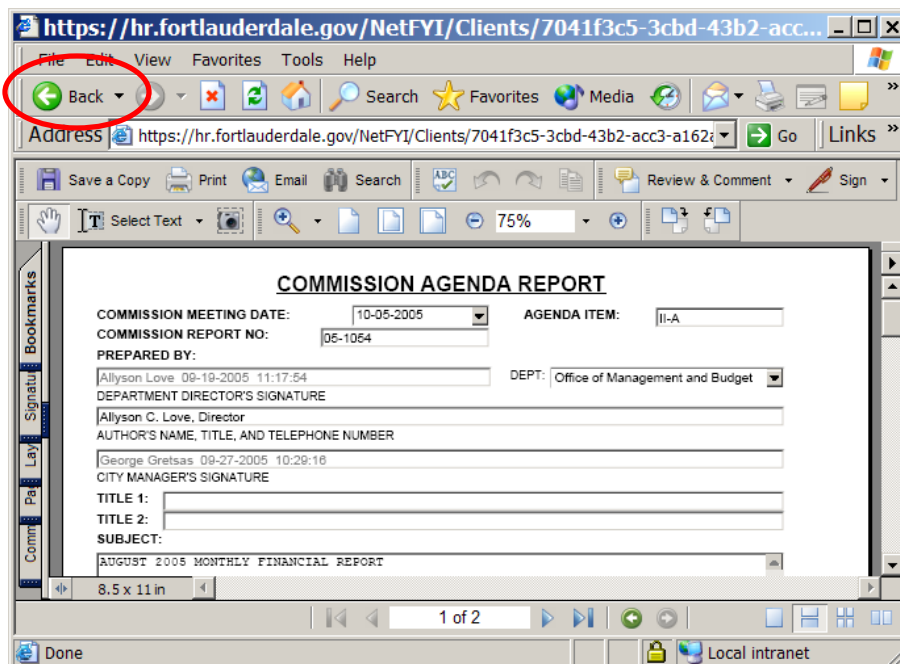 https://hr.fortlauderdale.gov/NetFYI/Clients/7041f3c5-3cbd-43b2-acc...
File Edit View Favorites Tools Help
Back Search Favorites Media »
Address https://hr.fortlauderdale.gov/NetFYI/Clients/7041f3c5-3cbd-43b2-acc3-a162 Go Links »
Save a Copy Print Email Search ABC Review & Comment Sign
T Select Text 75%
Bookmarks
Signatu
Lay
Pa
Comm
COMMISSION AGENDA REPORT
COMMISSION MEETING DATE: 10-05-2005 AGENDA ITEM: II-A
COMMISSION REPORT NO: 05-1054
PREPARED BY:
Allyson Love 09-19-2005 11:17:54 DEPT: Office of Management and Budget
DEPARTMENT DIRECTOR'S SIGNATURE
Allyson C. Love, Director
AUTHOR'S NAME, TITLE, AND TELEPHONE NUMBER
George Gretsas 09-27-2005 10:29:16
CITY MANAGER'S SIGNATURE
TITLE 1:
TITLE 2:
SUBJECT:
AUGUST 2005 MONTHLY FINANCIAL REPORT
8.5 x 11 in
1 of 2
Done Local intranet